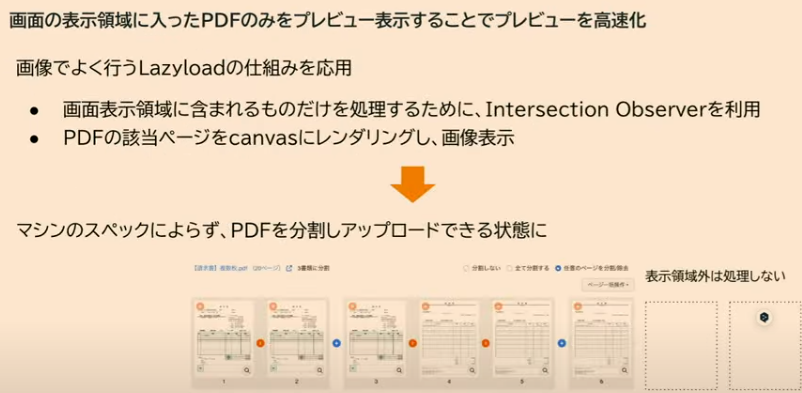 画面の表示領域に入ったPDFのみをプレビュー表示することでプレビューを高速化
画像でよく行うLazyloadの仕組みを応用
● 画面表示領域に含まれるものだけを処理するために、Intersection Observerを利用
● PDFの該当ページをcanvasにレンダリングし、画像表示
マシンのスペックによらず、PDFを分割しアップロードできる状態に
3書類に分割
分割しない 全て分割する 任意のページを分割/除合
ページ一括操作
表示領域外は処理しない
1 2 3 4 5 6